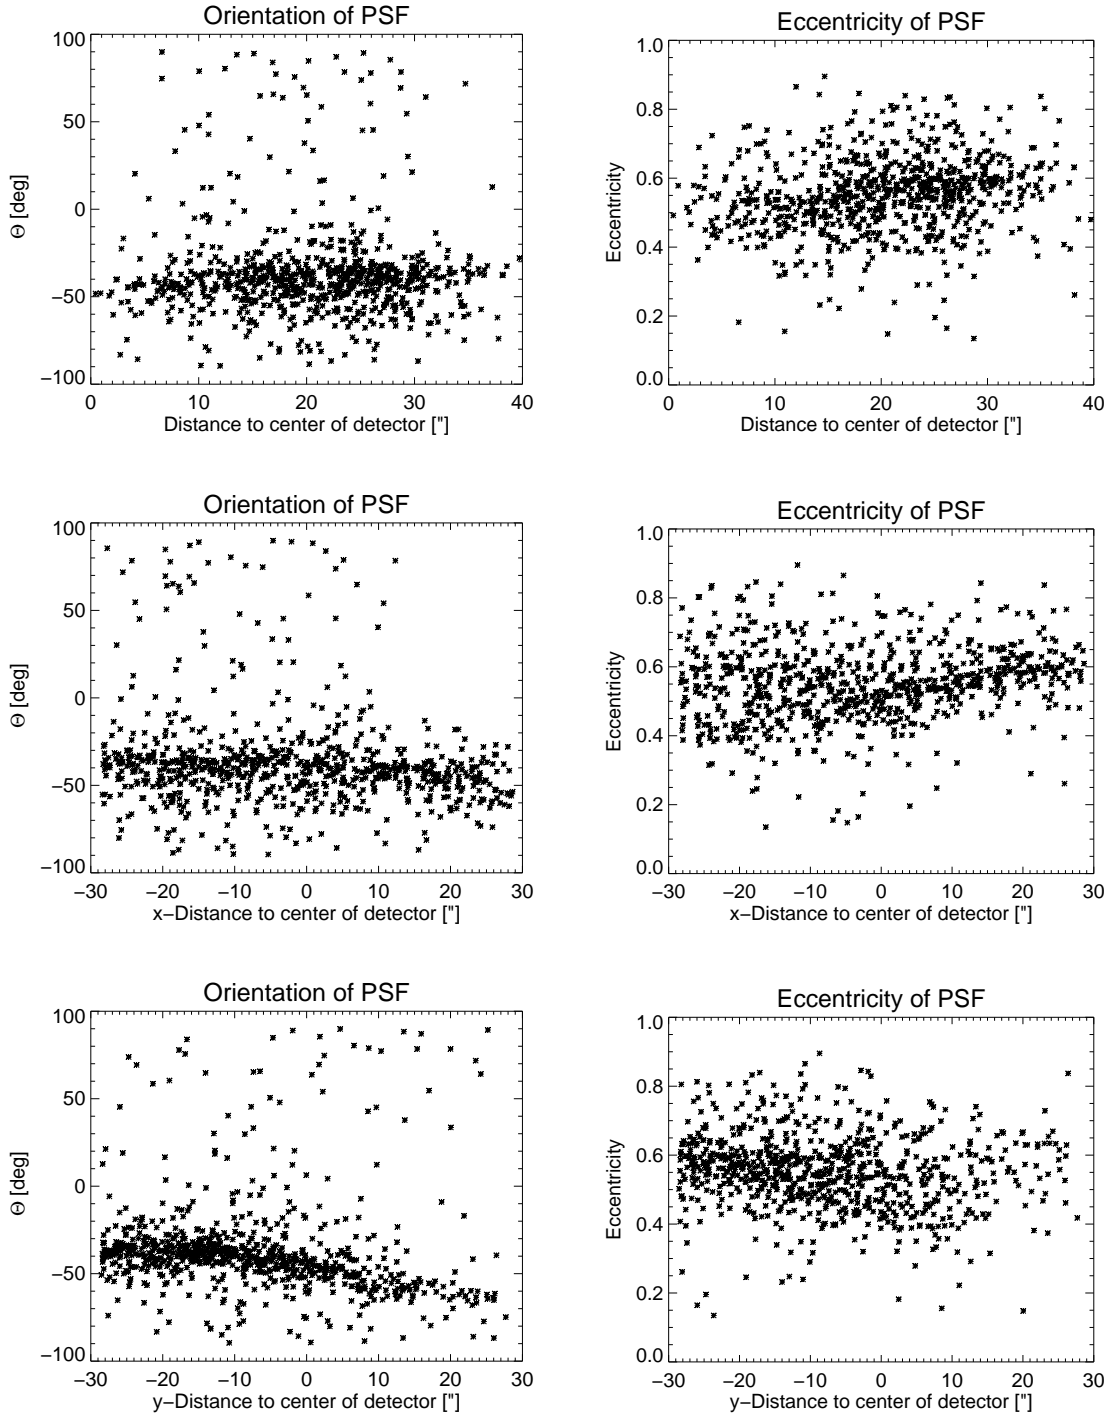 Orientation of PSF
100
50
0
−50
−100
Θ [deg]
0 10 20 30 40
Distance to center of detector ["]
Eccentricity of PSF
1.0
0.8
0.6
0.4
0.2
0.0
Eccentricity
0 10 20 30 40
Distance to center of detector ["]
Orientation of PSF
100
50
0
−50
−100
Θ [deg]
−30 −20 −10 0 10 20 30
x−Distance to center of detector ["]
Eccentricity of PSF
1.0
0.8
0.6
0.4
0.2
0.0
Eccentricity
−30 −20 −10 0 10 20 30
x−Distance to center of detector ["]
Orientation of PSF
100
50
0
−50
−100
Θ [deg]
−30 −20 −10 0 10 20 30
y−Distance to center of detector ["]
Eccentricity of PSF
1.0
0.8
0.6
0.4
0.2
0.0
Eccentricity
−30 −20 −10 0 10 20 30
y−Distance to center of detector ["]